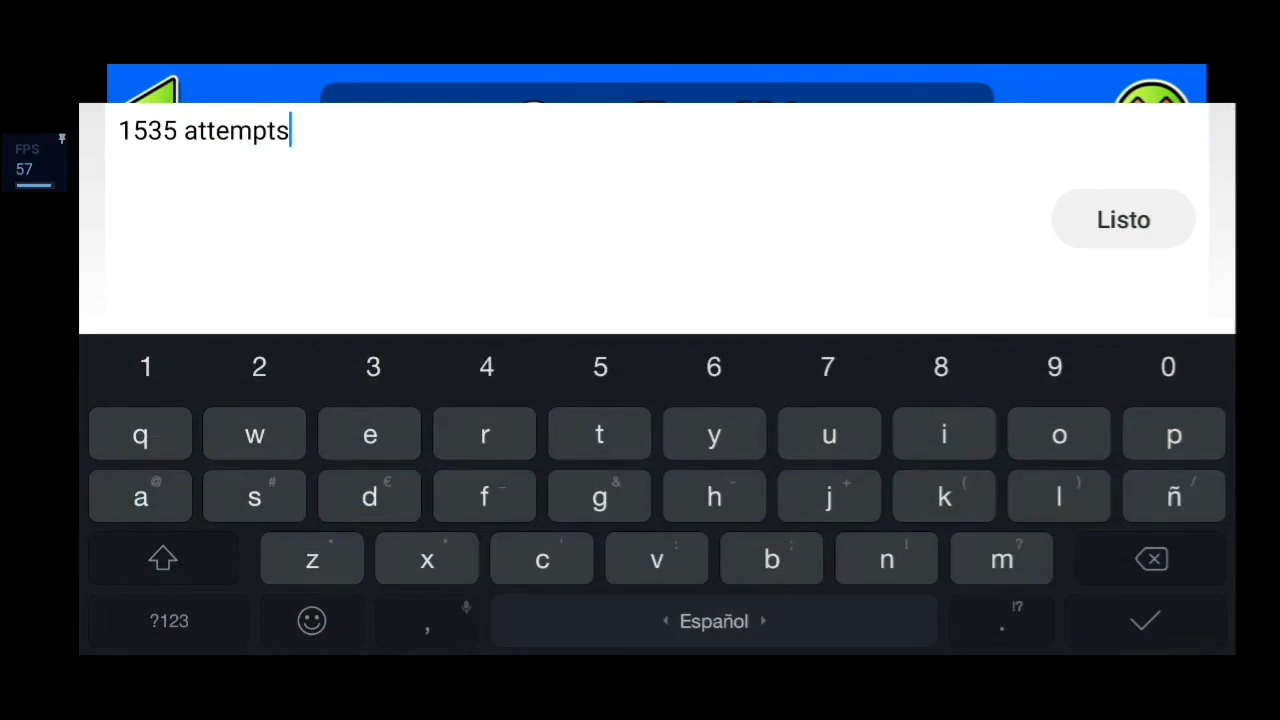 1535 attempts
FPS
57
Listo
1 2 3 4 5 6 7 8 9 0
q w e r t y u i o p
@ # € _ & - + ( ) /
a s d f g h j k l ñ
* " ' : ; ! ?
z x c v b n m
?123 , Español . !?